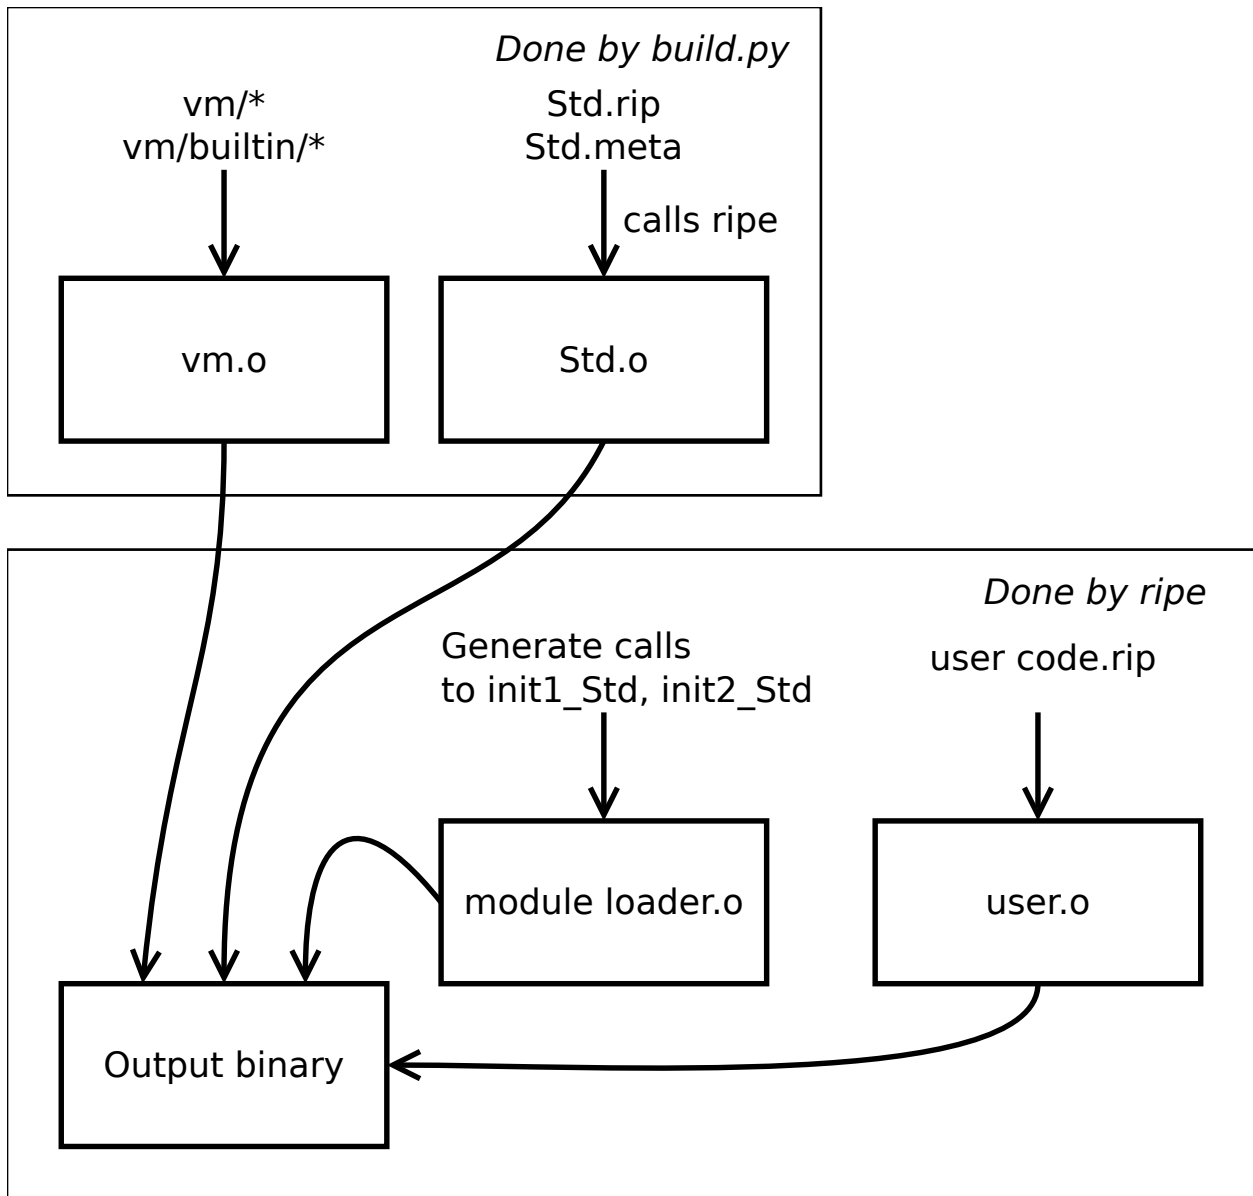 Done by build.py
vm/*
vm/builtin/*
Std.rip
Std.meta
calls ripe
vm.o
Std.o
Done by ripe
Generate calls
to init1_Std, init2_Std
user code.rip
module loader.o
user.o
Output binary